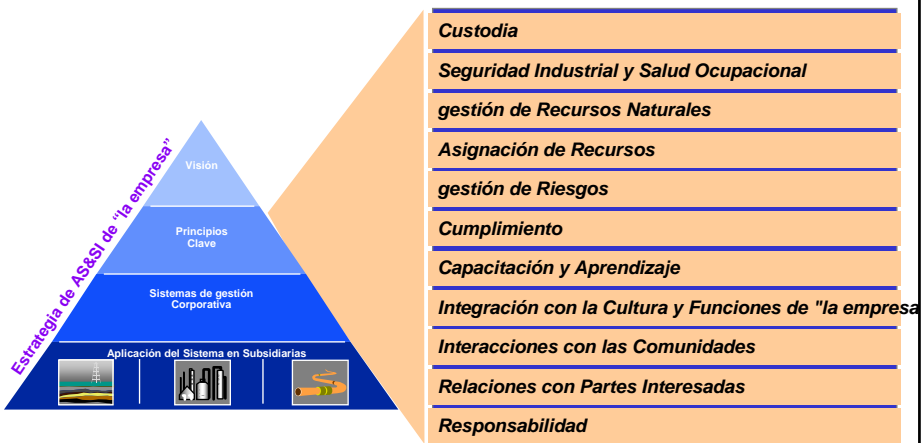 Estrategia de AS&SI de “la empresa”
Visión
Principios
Clave
Sistemas de gestión
Corporativa
Aplicación del Sistema en Subsidiarias
Custodia
Seguridad Industrial y Salud Ocupacional
gestión de Recursos Naturales
Asignación de Recursos
gestión de Riesgos
Cumplimiento
Capacitación y Aprendizaje
Integración con la Cultura y Funciones de "la empresa
Interacciones con las Comunidades
Relaciones con Partes Interesadas
Responsabilidad